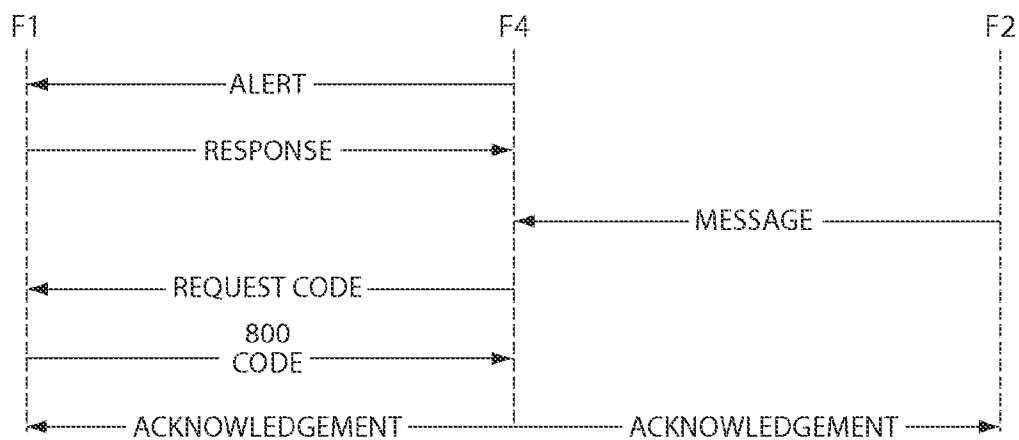 F1 F4 F2
ALERT
RESPONSE
MESSAGE
REQUEST CODE
800
CODE
ACKNOWLEDGEMENT ACKNOWLEDGEMENT